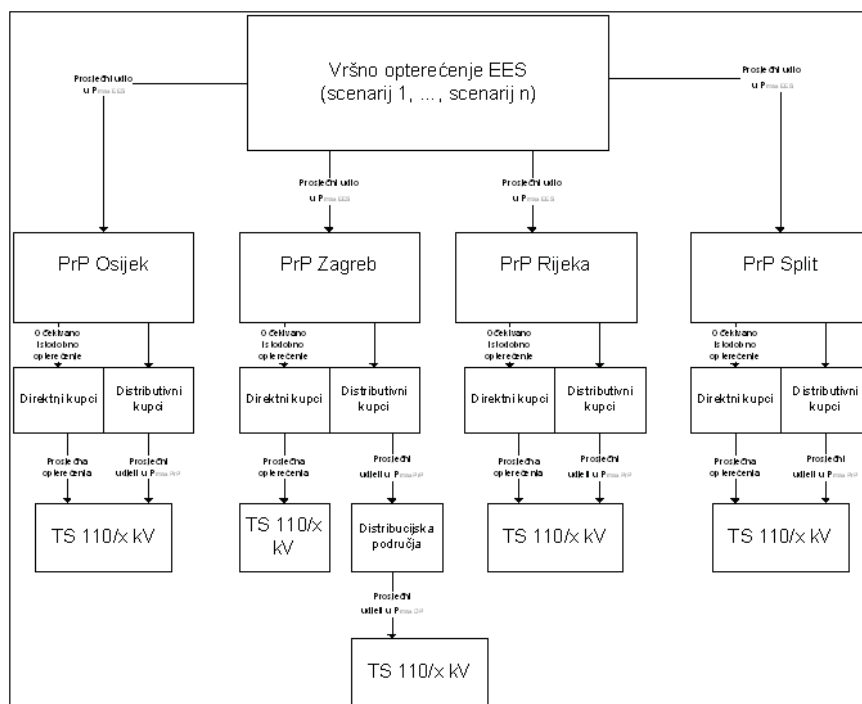 Vršno opterećenje EES
(scenarij 1, ..., scenarij n)
Prosječni udio
u Pmax EES
Prosječni udio
u Pmax EES
Prosječni udio
u Pmax EES
Prosječni udio
u Pmax EES
PrP Osijek
PrP Zagreb
PrP Rijeka
PrP Split
Očekivano
istodobno
opterećenje
Očekivano
istodobno
opterećenje
Očekivano
istodobno
opterećenje
Očekivano
istodobno
opterećenje
Direktni kupci
Distributivni
kupci
Direktni kupci
Distributivni
kupci
Direktni kupci
Distributivni
kupci
Direktni kupci
Distributivni
kupci
Prosječna
opterećenja
Prosječni
udjeli u Pmax PrP
Prosječna
opterećenja
Prosječni
udjeli u Pmax PrP
Prosječna
opterećenja
Prosječni
udjeli u Pmax PrP
Prosječna
opterećenja
Prosječni
udjeli u Pmax PrP
TS 110/x kV
TS 110/x
kV
Distribucijska
područja
TS 110/x kV
TS 110/x kV
Prosječni
udjeli u Pmax DP
TS 110/x kV